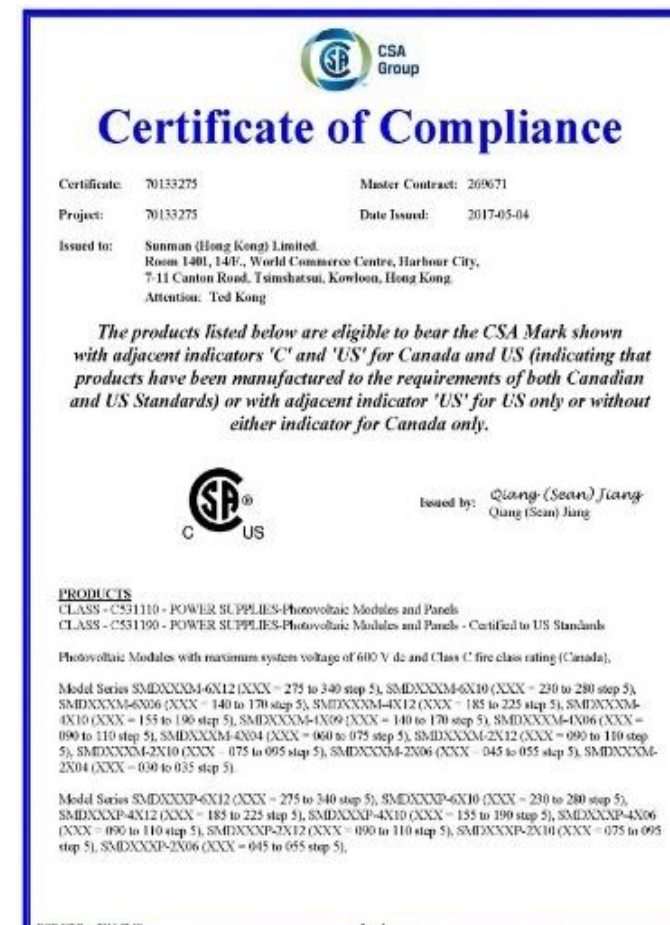 CSA
Group
Certificate of Compliance
Certificate: 70133275 Master Contract: 269671
Project: 70133275 Date Issued: 2017-05-04
Issued to: Sunman (Hong Kong) Limited.
Room 1401, 14/F., World Commerce Centre, Harbour City,
7-11 Canton Road, Tsimshatsui, Kowloon, Hong Kong.
Attention: Ted Kong
The products listed below are eligible to bear the CSA Mark shown
with adjacent indicators 'C' and 'US' for Canada and US (indicating that
products have been manufactured to the requirements of both Canadian
and US Standards) or with adjacent indicator 'US' for US only or without
either indicator for Canada only.
C US ®
Issued by: Qiang (Sean) Jiang
Qiang (Sean) Jiang
PRODUCTS
CLASS - C531110 - POWER SUPPLIES-Photovoltaic Modules and Panels
CLASS - C531190 - POWER SUPPLIES-Photovoltaic Modules and Panels - Certified to US Standards
Photovoltaic Modules with maximum system voltage of 600 V dc and Class C fire class rating (Canada),
Model Series SMDXXXM-6X12 (XXX = 275 to 340 step 5), SMDXXXM-6X10 (XXX = 230 to 280 step 5),
SMDXXXM-6X06 (XXX = 140 to 170 step 5), SMDXXXM-4X12 (XXX = 185 to 225 step 5), SMDXXXM-
4X10 (XXX = 155 to 190 step 5), SMDXXXM-4X09 (XXX = 140 to 170 step 5), SMDXXXM-4X06 (XXX =
090 to 110 step 5), SMDXXXM-4X04 (XXX = 060 to 075 step 5), SMDXXXM-2X12 (XXX = 090 to 110 step
5), SMDXXXM-2X10 (XXX = 075 to 095 step 5), SMDXXXM-2X06 (XXX = 045 to 055 step 5), SMDXXXM-
2X04 (XXX = 030 to 035 step 5).
Model Series SMDXXXP-6X12 (XXX = 275 to 340 step 5), SMDXXXP-6X10 (XXX = 230 to 280 step 5),
SMDXXXP-4X12 (XXX = 185 to 225 step 5), SMDXXXP-4X10 (XXX = 155 to 190 step 5), SMDXXXP-4X06
(XXX = 090 to 110 step 5), SMDXXXP-2X12 (XXX = 090 to 110 step 5), SMDXXXP-2X10 (XXX = 075 to 095
step 5), SMDXXXP-2X06 (XXX = 045 to 055 step 5),